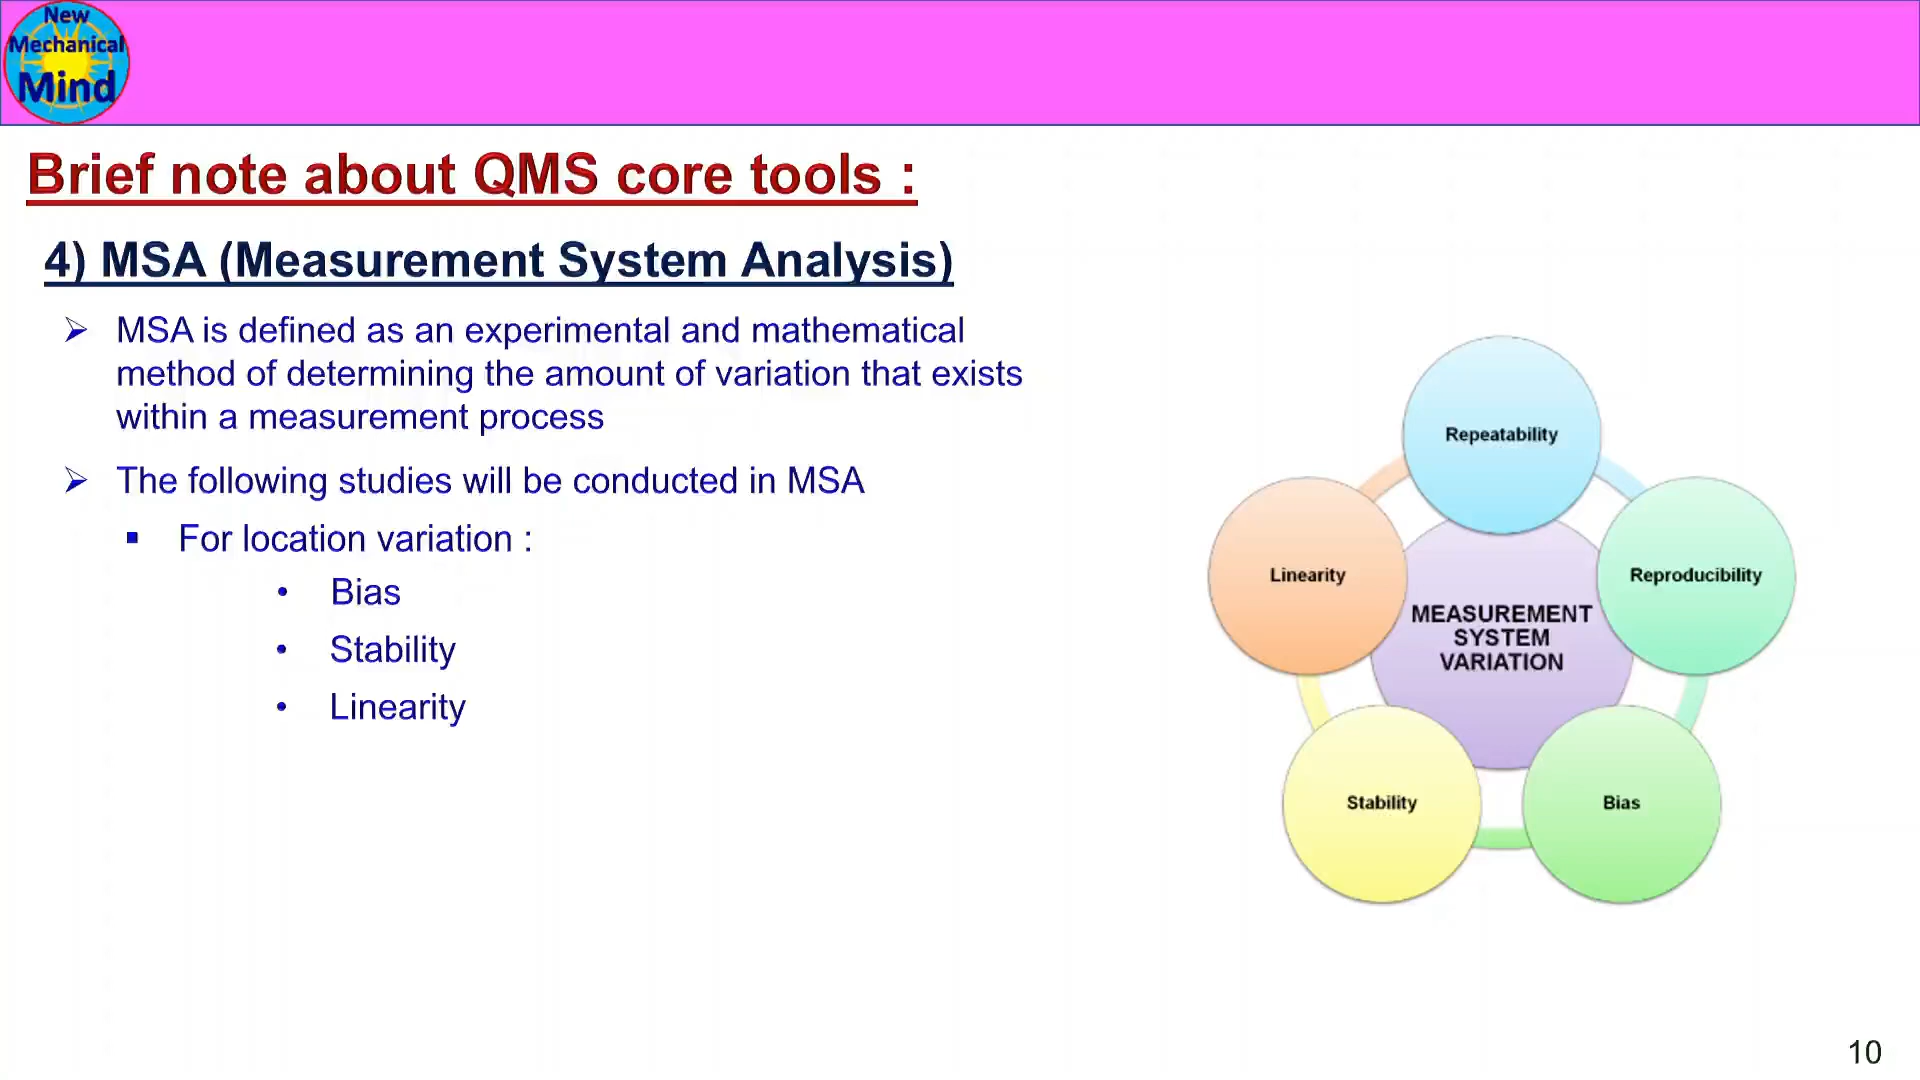 New
Mechanical
Mind
Brief note about QMS core tools :
4) MSA (Measurement System Analysis)
➢ MSA is defined as an experimental and mathematical
method of determining the amount of variation that exists
within a measurement process
➢ The following studies will be conducted in MSA
▪ For location variation :
• Bias
• Stability
• Linearity
Repeatability
Linearity
Reproducibility
MEASUREMENT
SYSTEM
VARIATION
Stability
Bias
10